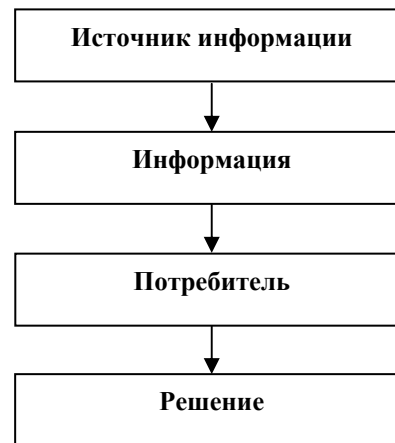 Источник информации
Информация
Потребитель
Решение